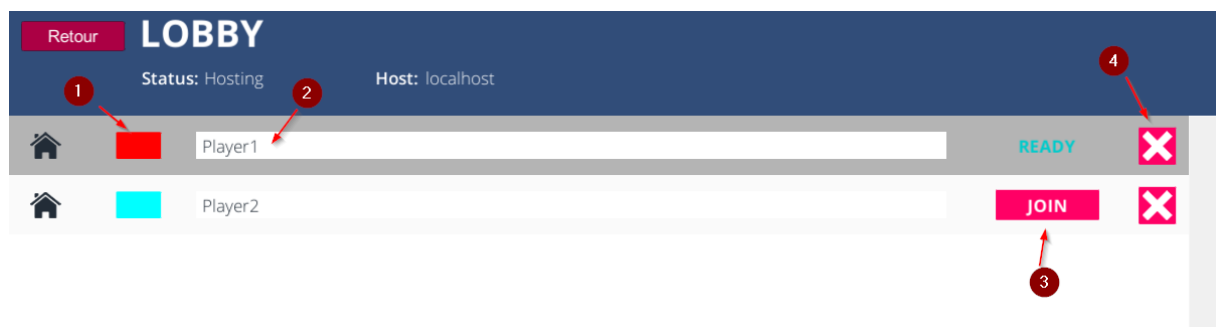 Retour LOBBY
Status: Hosting Host: localhost
1 2 4
Player1 READY
Player2 JOIN
3